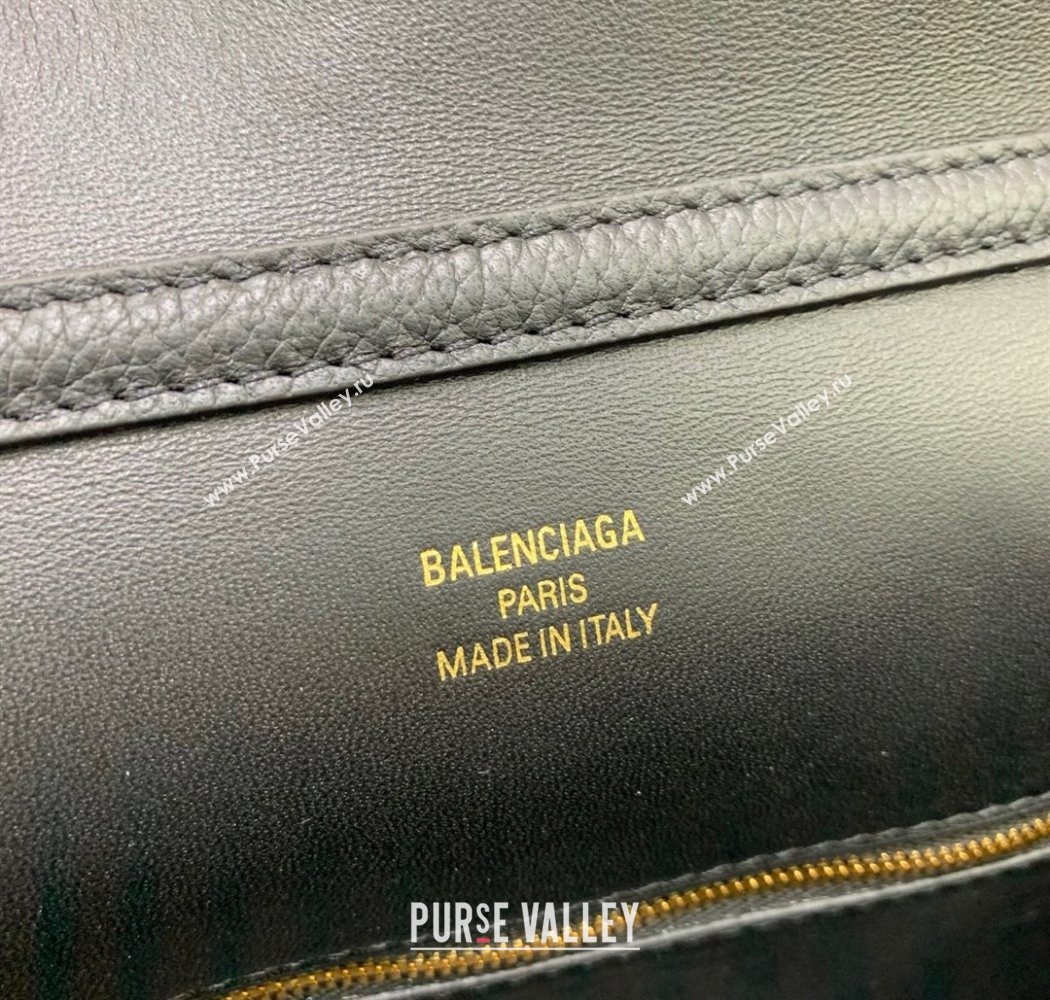 www.PurseValley.ru
www.PurseValley.ru
BALENCIAGA
PARIS
MADE IN ITALY
PURSE VALLEY